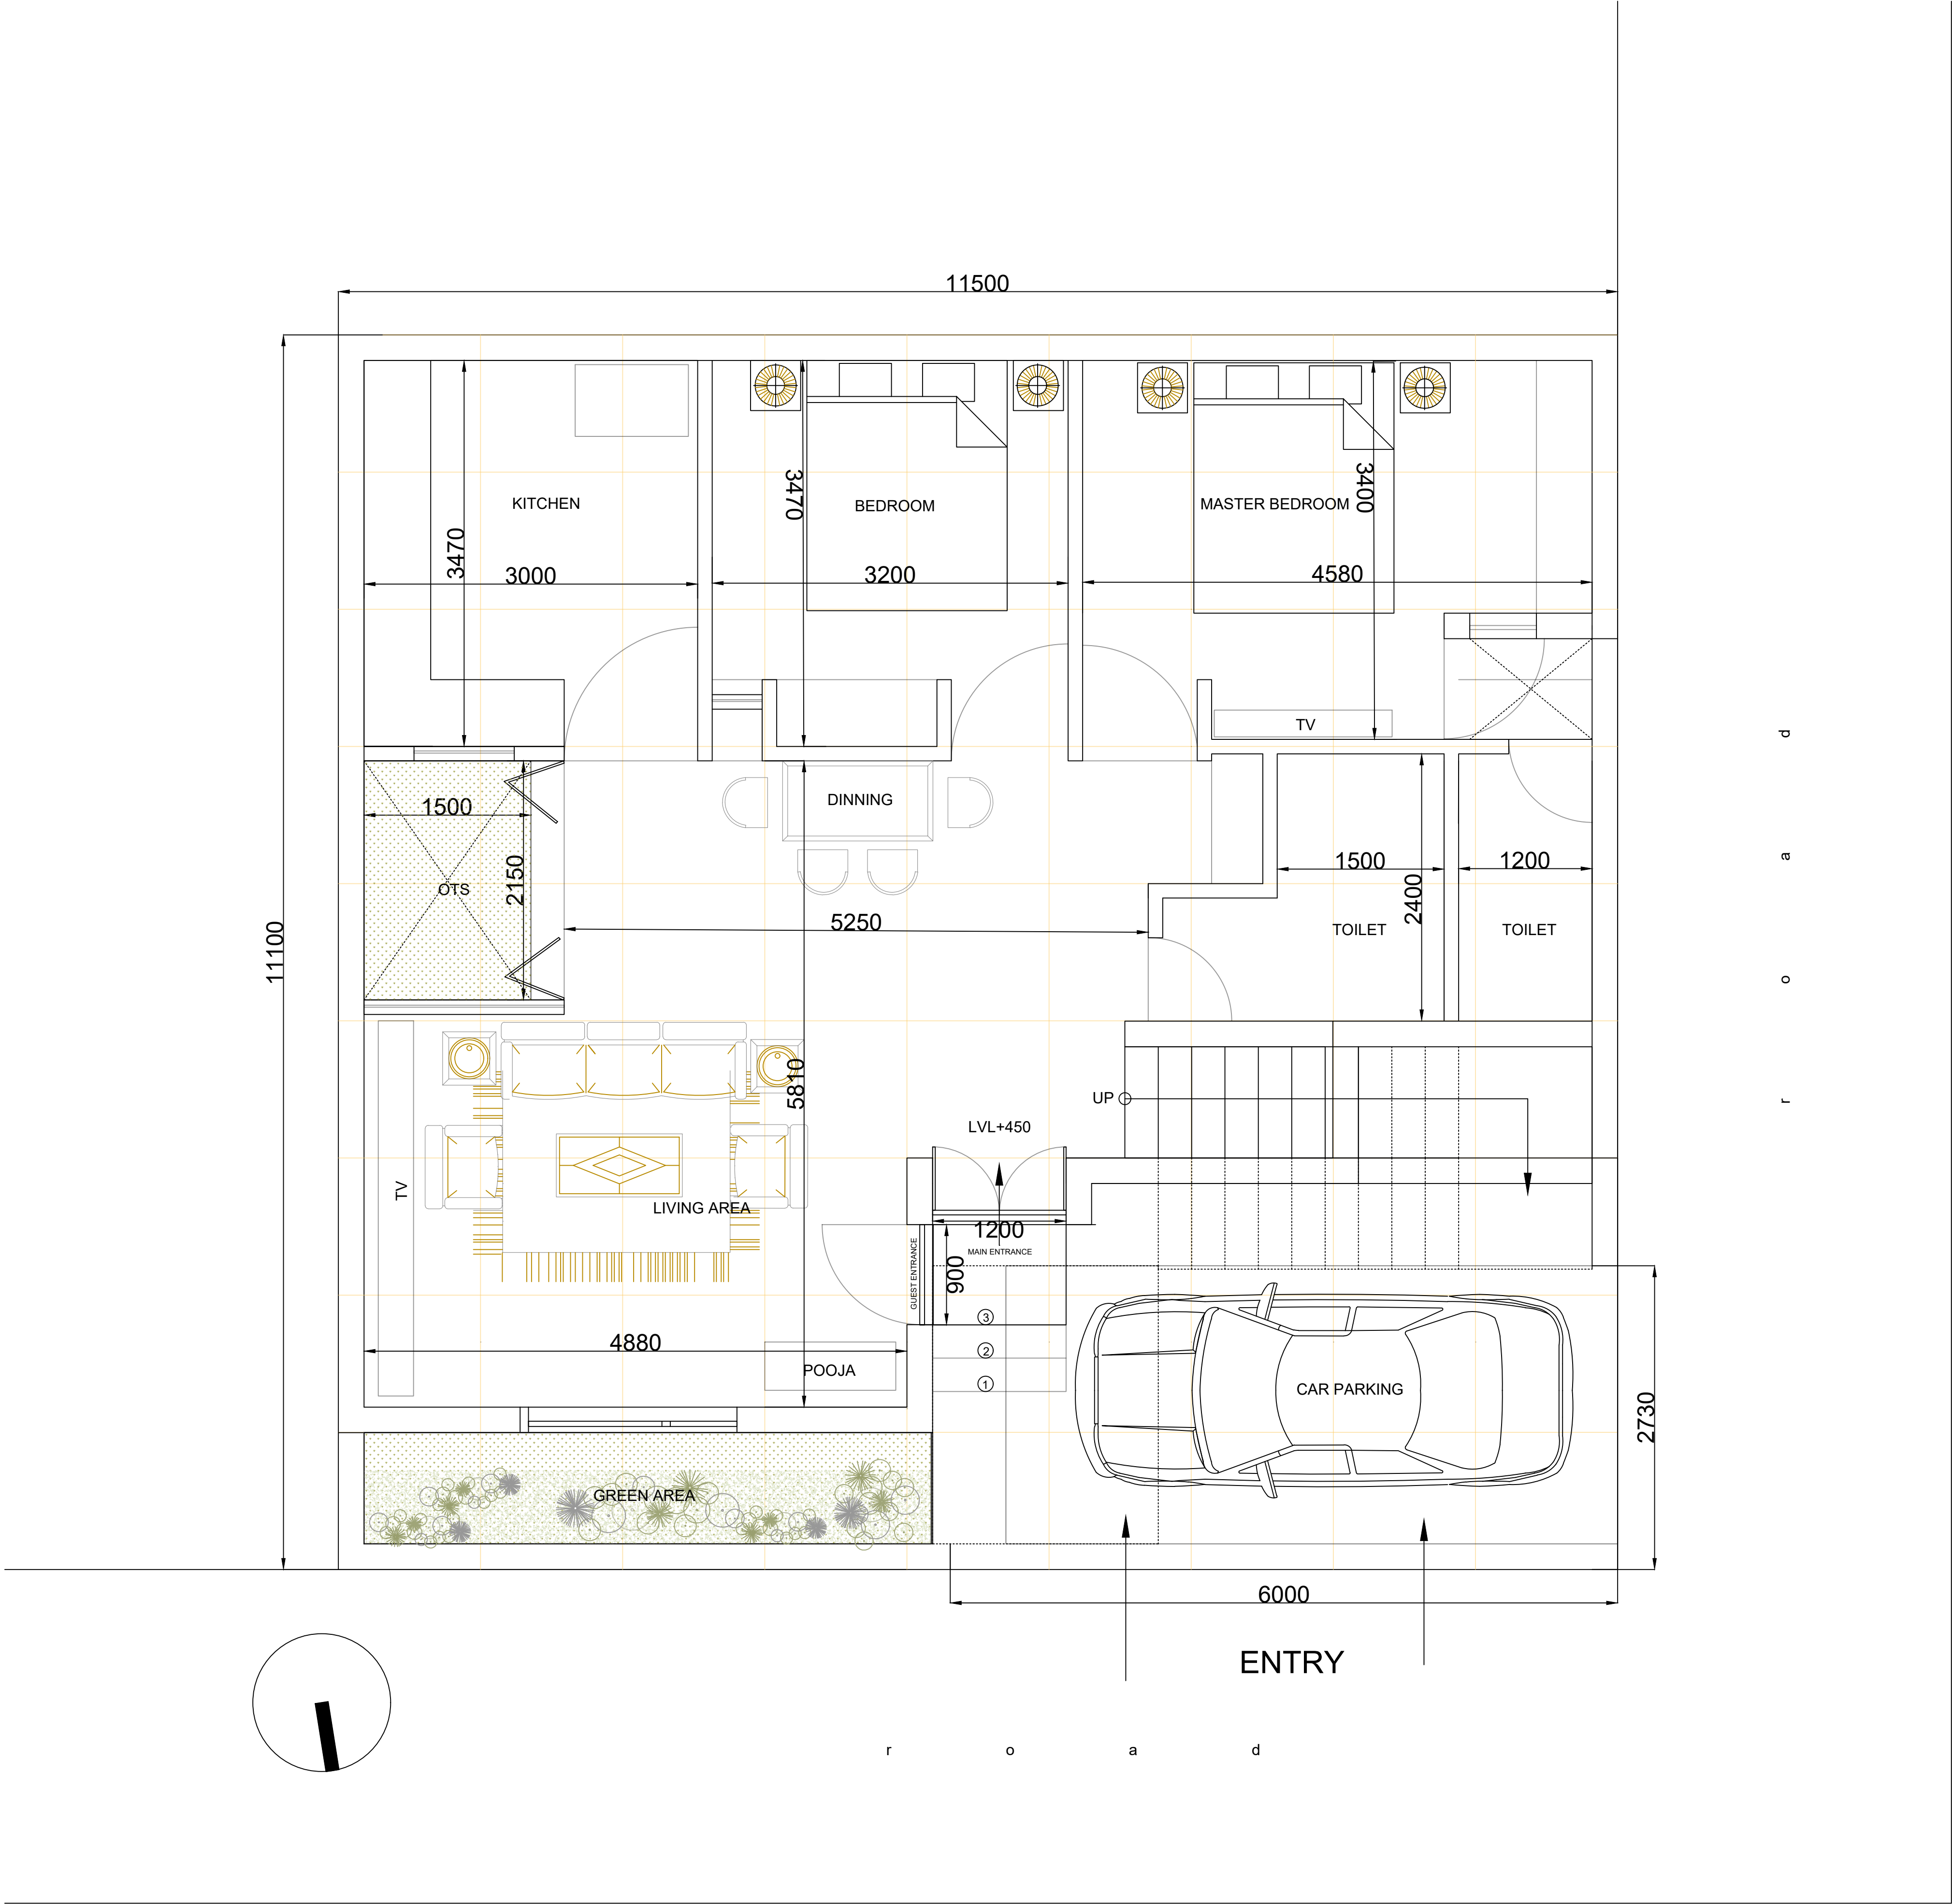 11500
KITCHEN
BEDROOM
MASTER BEDROOM
3470
3470
3400
3000
3200
4580
TV
DINNING
1500
OTS
2150
5250
1500
1200
2400
TOILET
TOILET
11100
5810
UP
LVL+450
TV
LIVING AREA
1200
MAIN ENTRANCE
GUEST ENTRANCE
900
3
2
1
4880
POOJA
CAR PARKING
2730
GREEN AREA
6000
ENTRY
r o a d
r o a d